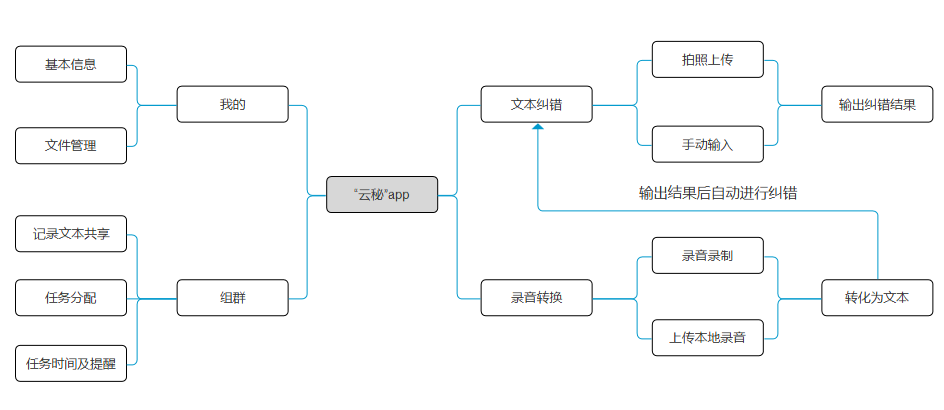 基本信息
文件管理
我的
记录文本共享
任务分配
任务时间及提醒
组群
“云秘”app
文本纠错
拍照上传
手动输入
输出纠错结果
输出结果后自动进行纠错
录音转换
录音录制
上传本地录音
转化为文本